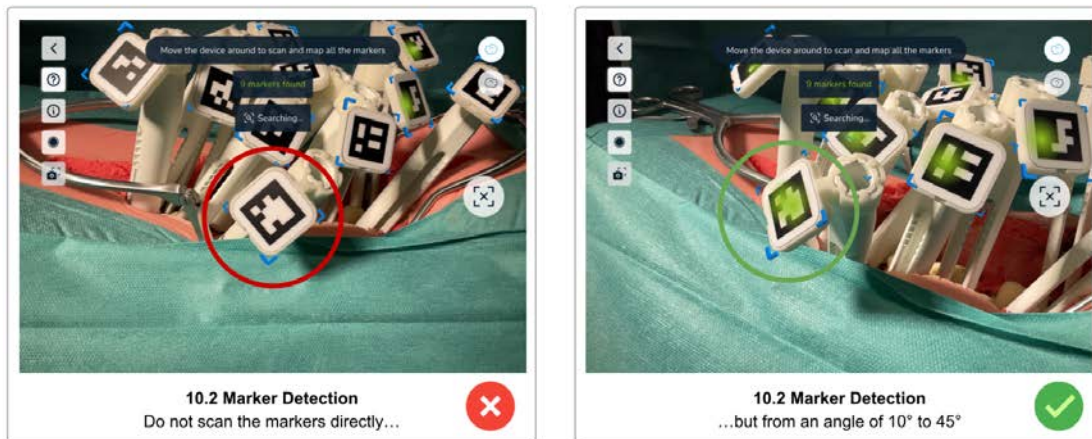 Move the device around to scan and map all the markers
9 markers found
Searching...
10.2 Marker Detection
Do not scan the markers directly…
Move the device around to scan and map all the markers
9 markers found
Searching...
10.2 Marker Detection
…but from an angle of 10° to 45°